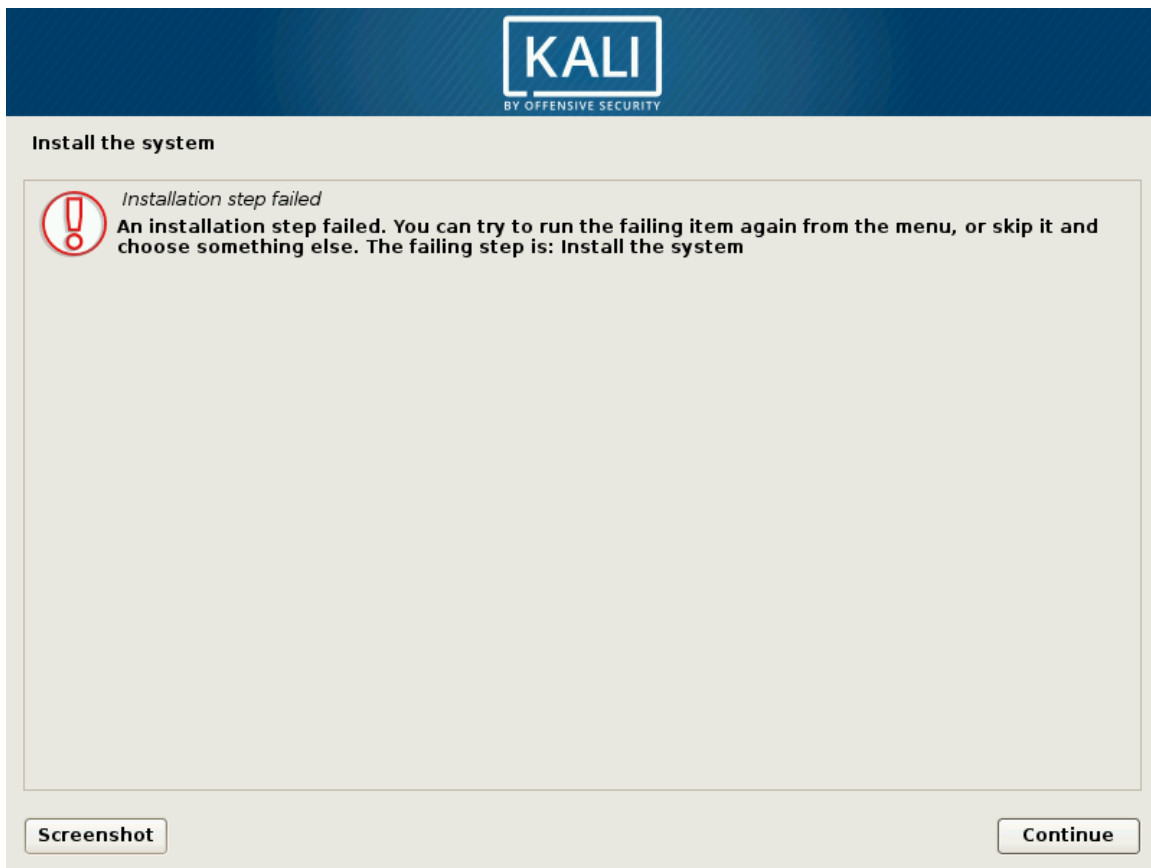 KALI
BY OFFENSIVE SECURITY
Install the system
Installation step failed
An installation step failed. You can try to run the failing item again from the menu, or skip it and
choose something else. The failing step is: Install the system
Screenshot
Continue